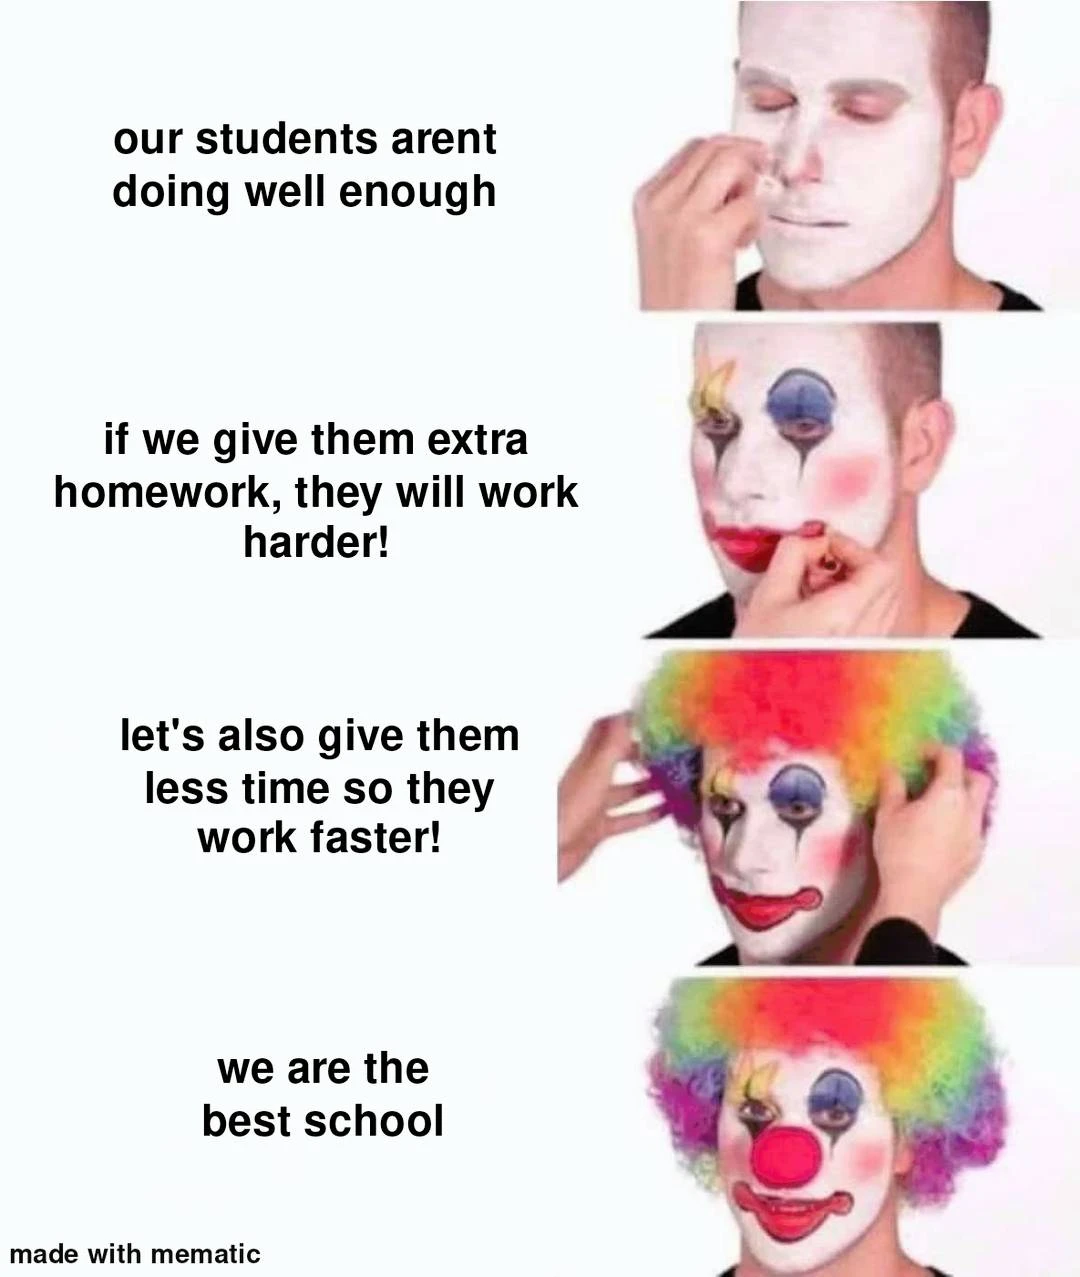 our students arent
doing well enough
if we give them extra
homework, they will work
harder!
let's also give them
less time so they
work faster!
we are the
best school
made with mematic